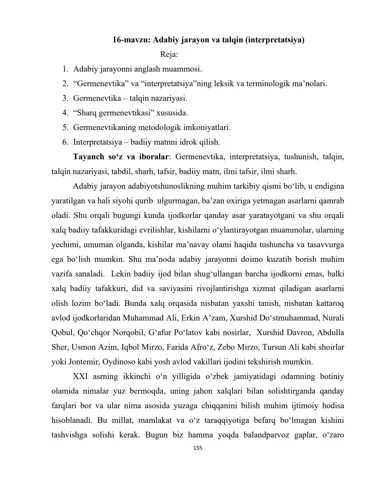 16-mavzu: Adabiy jarayon va talqin (interpretatsiya)
Reja:
1. Adabiy jarayonni anglash muammosi.
2. “Germenevtika” va “interpretatsiya”ning leksik va terminologik ma’nolari.
3. Germenevtika – talqin nazariyasi.
4. “Sharq germenevtikasi” xususida.
5. Germenevtikaning metodologik imkoniyatlari.
6. Interpretatsiya – badiiy matnni idrok qilish.
Tayanch so‘z va iboralar: Germenevtika, interpretatsiya, tushunish, talqin,
talqin nazariyasi, tabdil, sharh, tafsir, badiiy matn, ilmi tafsir, ilmi sharh.
Adabiy jarayon adabiyotshunoslikning muhim tarkibiy qismi bo‘lib, u endigina
yaratilgan va hali siyohi qurib ulgurmagan, ba’zan oxiriga yetmagan asarlarni qamrab
oladi. Shu orqali bugungi kunda ijodkorlar qanday asar yaratayotgani va shu orqali
xalq badiiy tafakkuridagi evrilishlar, kishilarni o‘ylantirayotgan muammolar, ularning
yechimi, umuman olganda, kishilar ma’navay olami haqida tushuncha va tasavvurga
ega bo‘lish mumkin. Shu ma’noda adabiy jarayonni doimo kuzatib borish muhim
vazifa sanaladi. Lekin badiiy ijod bilan shug‘ullangan barcha ijodkorni emas, balki
xalq badiiy tafakkuri, did va saviyasini rivojlantirishga xizmat qiladigan asarlarni
olish lozim bo‘ladi. Bunda xalq orqasida nisbatan yaxshi tanish, nisbatan kattaroq
avlod ijodkorlaridan Muhammad Ali, Erkin A’zam, Xurshid Do‘stmuhammad, Nurali
Qobul, Qo‘chqor Norqobil, G‘afur Po‘latov kabi nosirlar, Xurshid Davron, Abdulla
Sher, Usmon Azim, Iqbol Mirzo, Farida Afro‘z, Zebo Mirzo, Tursun Ali kabi shoirlar
yoki Jontemir, Oydinoso kabi yosh avlod vakillari ijodini tekshirish mumkin.
XXI asrning ikkinchi o‘n yilligida o‘zbek jamiyatidagi odamning botiniy
olamida nimalar yuz bermoqda, uning jahon xalqlari bilan solishtirganda qanday
farqlari bor va ular nima asosida yuzaga chiqqanini bilish muhim ijtimoiy hodisa
hisoblanadi. Bu millat, mamlakat va o‘z taraqqiyotiga befarq bo‘lmagan kishini
tashvishga solishi kerak. Bugun biz hamma yoqda balandparvoz gaplar, o‘zaro
155